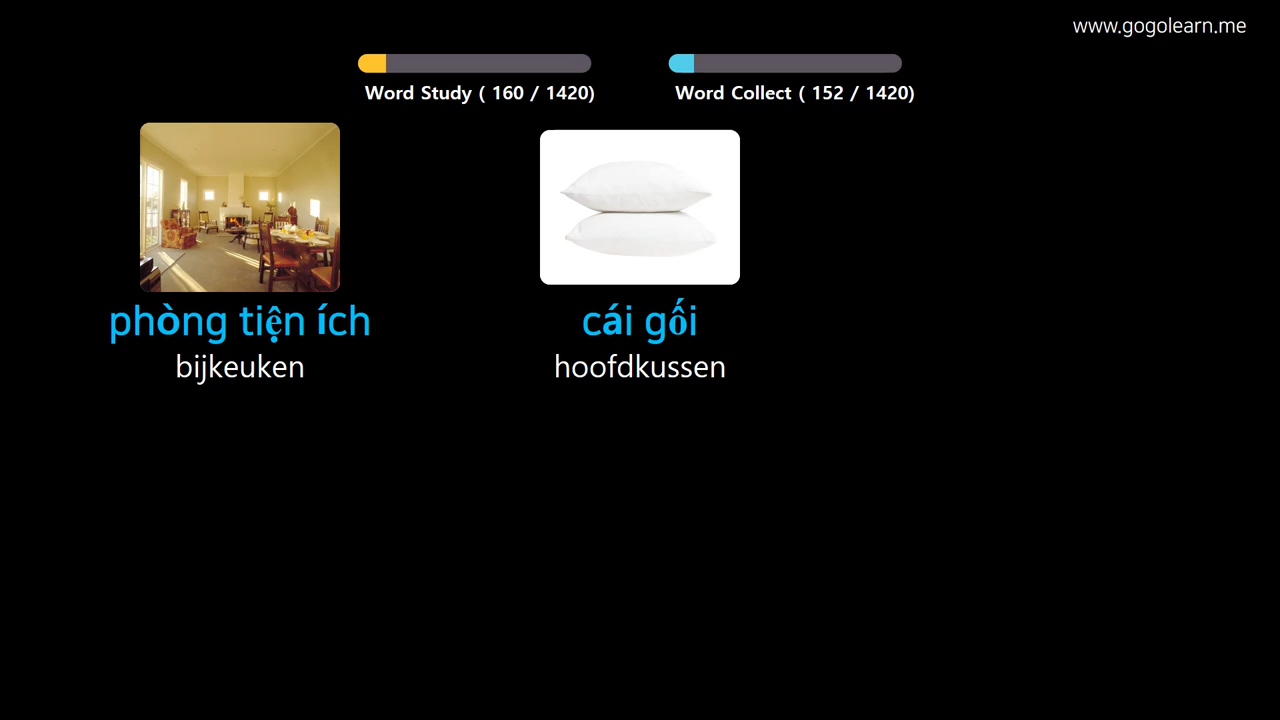 www.gogolearn.me
Word Study ( 160 / 1420)
Word Collect ( 152 / 1420)
phòng tiện ích
bijkeuken
cái gối
hoofdkussen